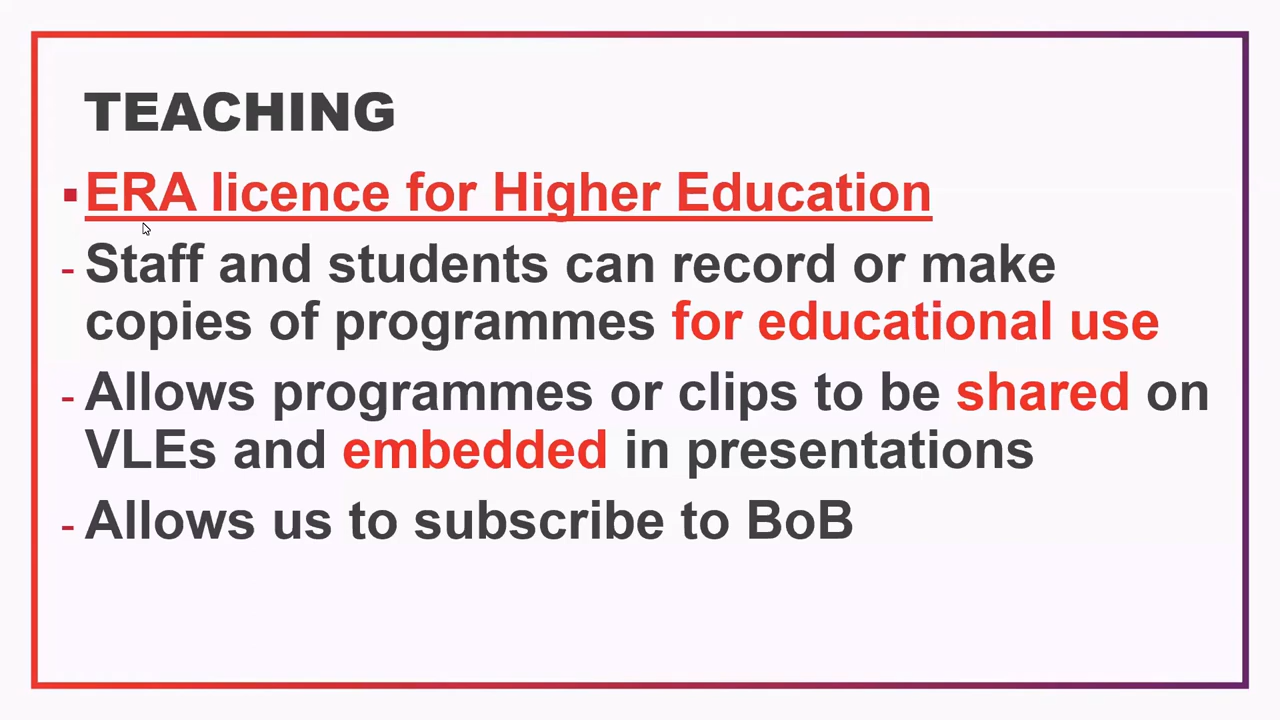 TEACHING
▪ERA licence for Higher Education
- Staff and students can record or make
copies of programmes for educational use
- Allows programmes or clips to be shared on
VLEs and embedded in presentations
- Allows us to subscribe to BoB